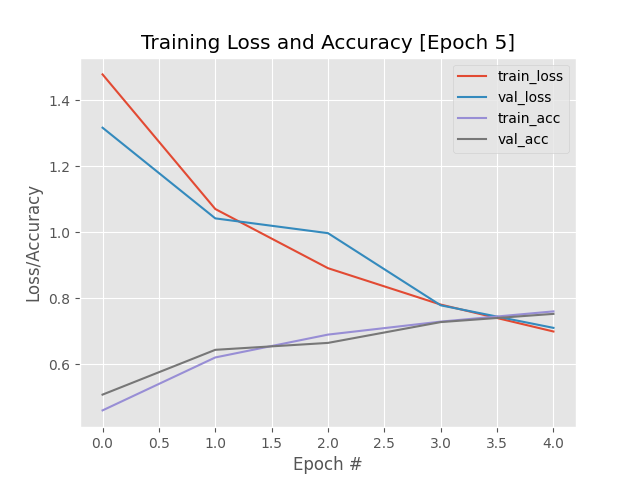 Training Loss and Accuracy [Epoch 5]
train_loss
val_loss
train_acc
val_acc
1.4
1.2
1.0
0.8
0.6
Loss/Accuracy
0.0 0.5 1.0 1.5 2.0 2.5 3.0 3.5 4.0
Epoch #